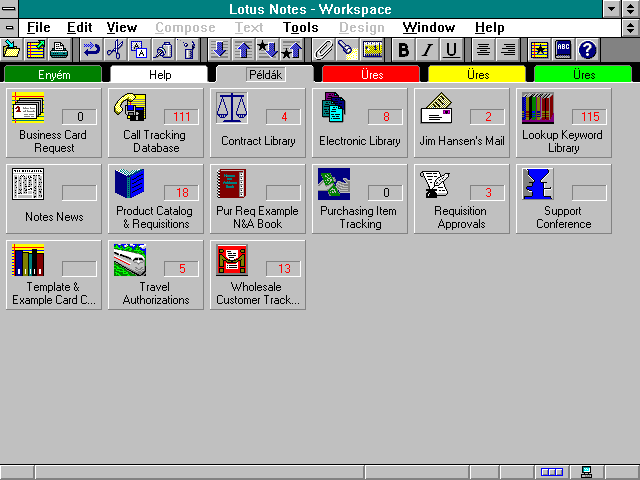 Lotus Notes - Workspace
File Edit View Compose Text Tools Design Window Help
B I U ABC ?
Enyém Help Példák Üres Üres Üres
0 111 4 8 2 115
Business Card Request
Call Tracking Database
Contract Library
Electronic Library
Jim Hansen's Mail
Lookup Keyword Library
18 0 3
Notes News
Product Catalog & Requisitions
Pur Req Example N&A Book
Purchasing Item Tracking
Requisition Approvals
Support Conference
5 13
Template & Example Card C...
Travel Authorizations
Wholesale Customer Track...